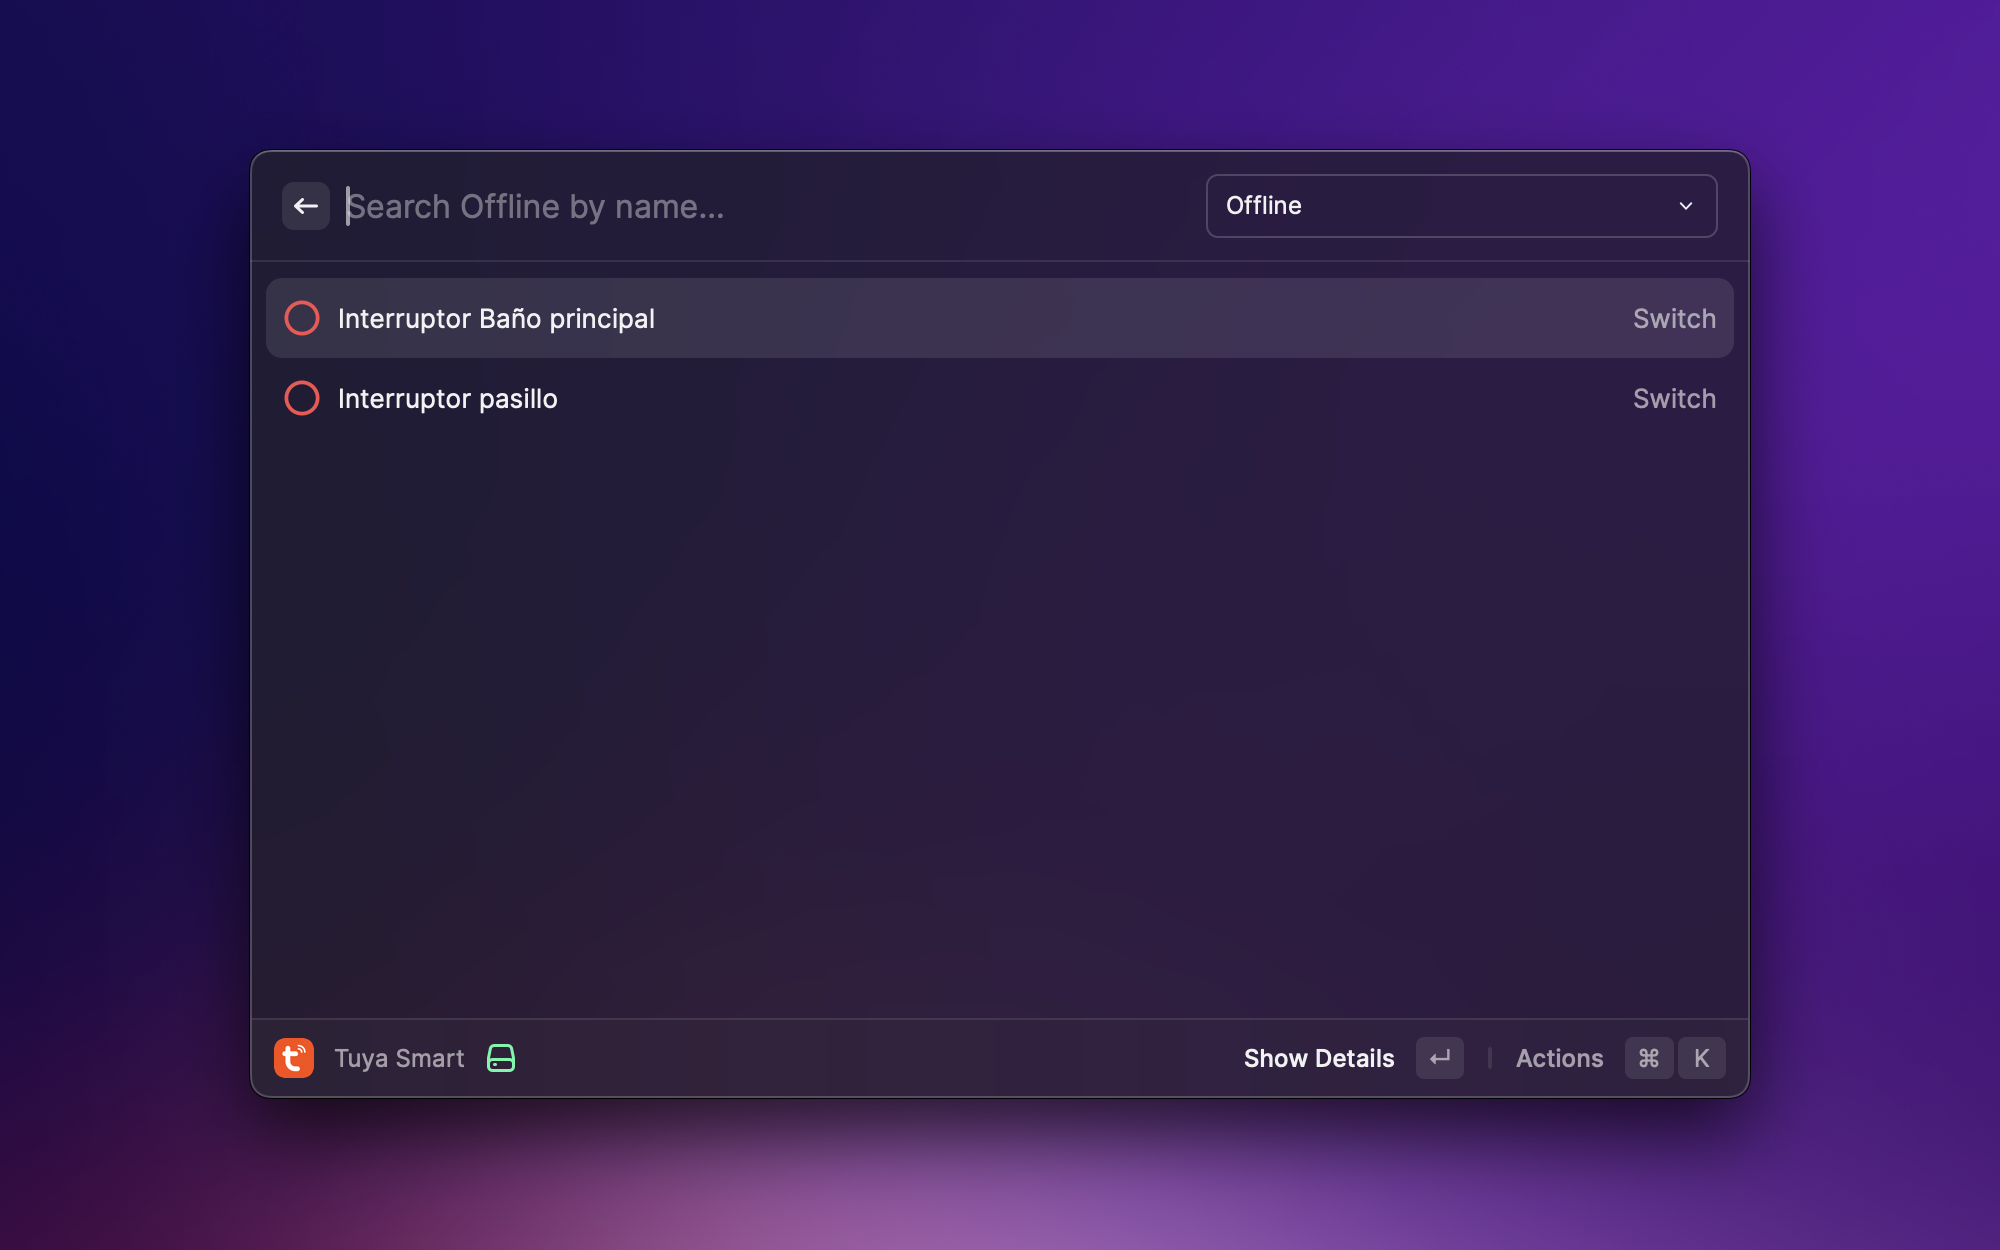 Search Offline by name...
Offline
Interruptor Baño principal Switch
Interruptor pasillo Switch
Tuya Smart Show Details Actions ⌘ K